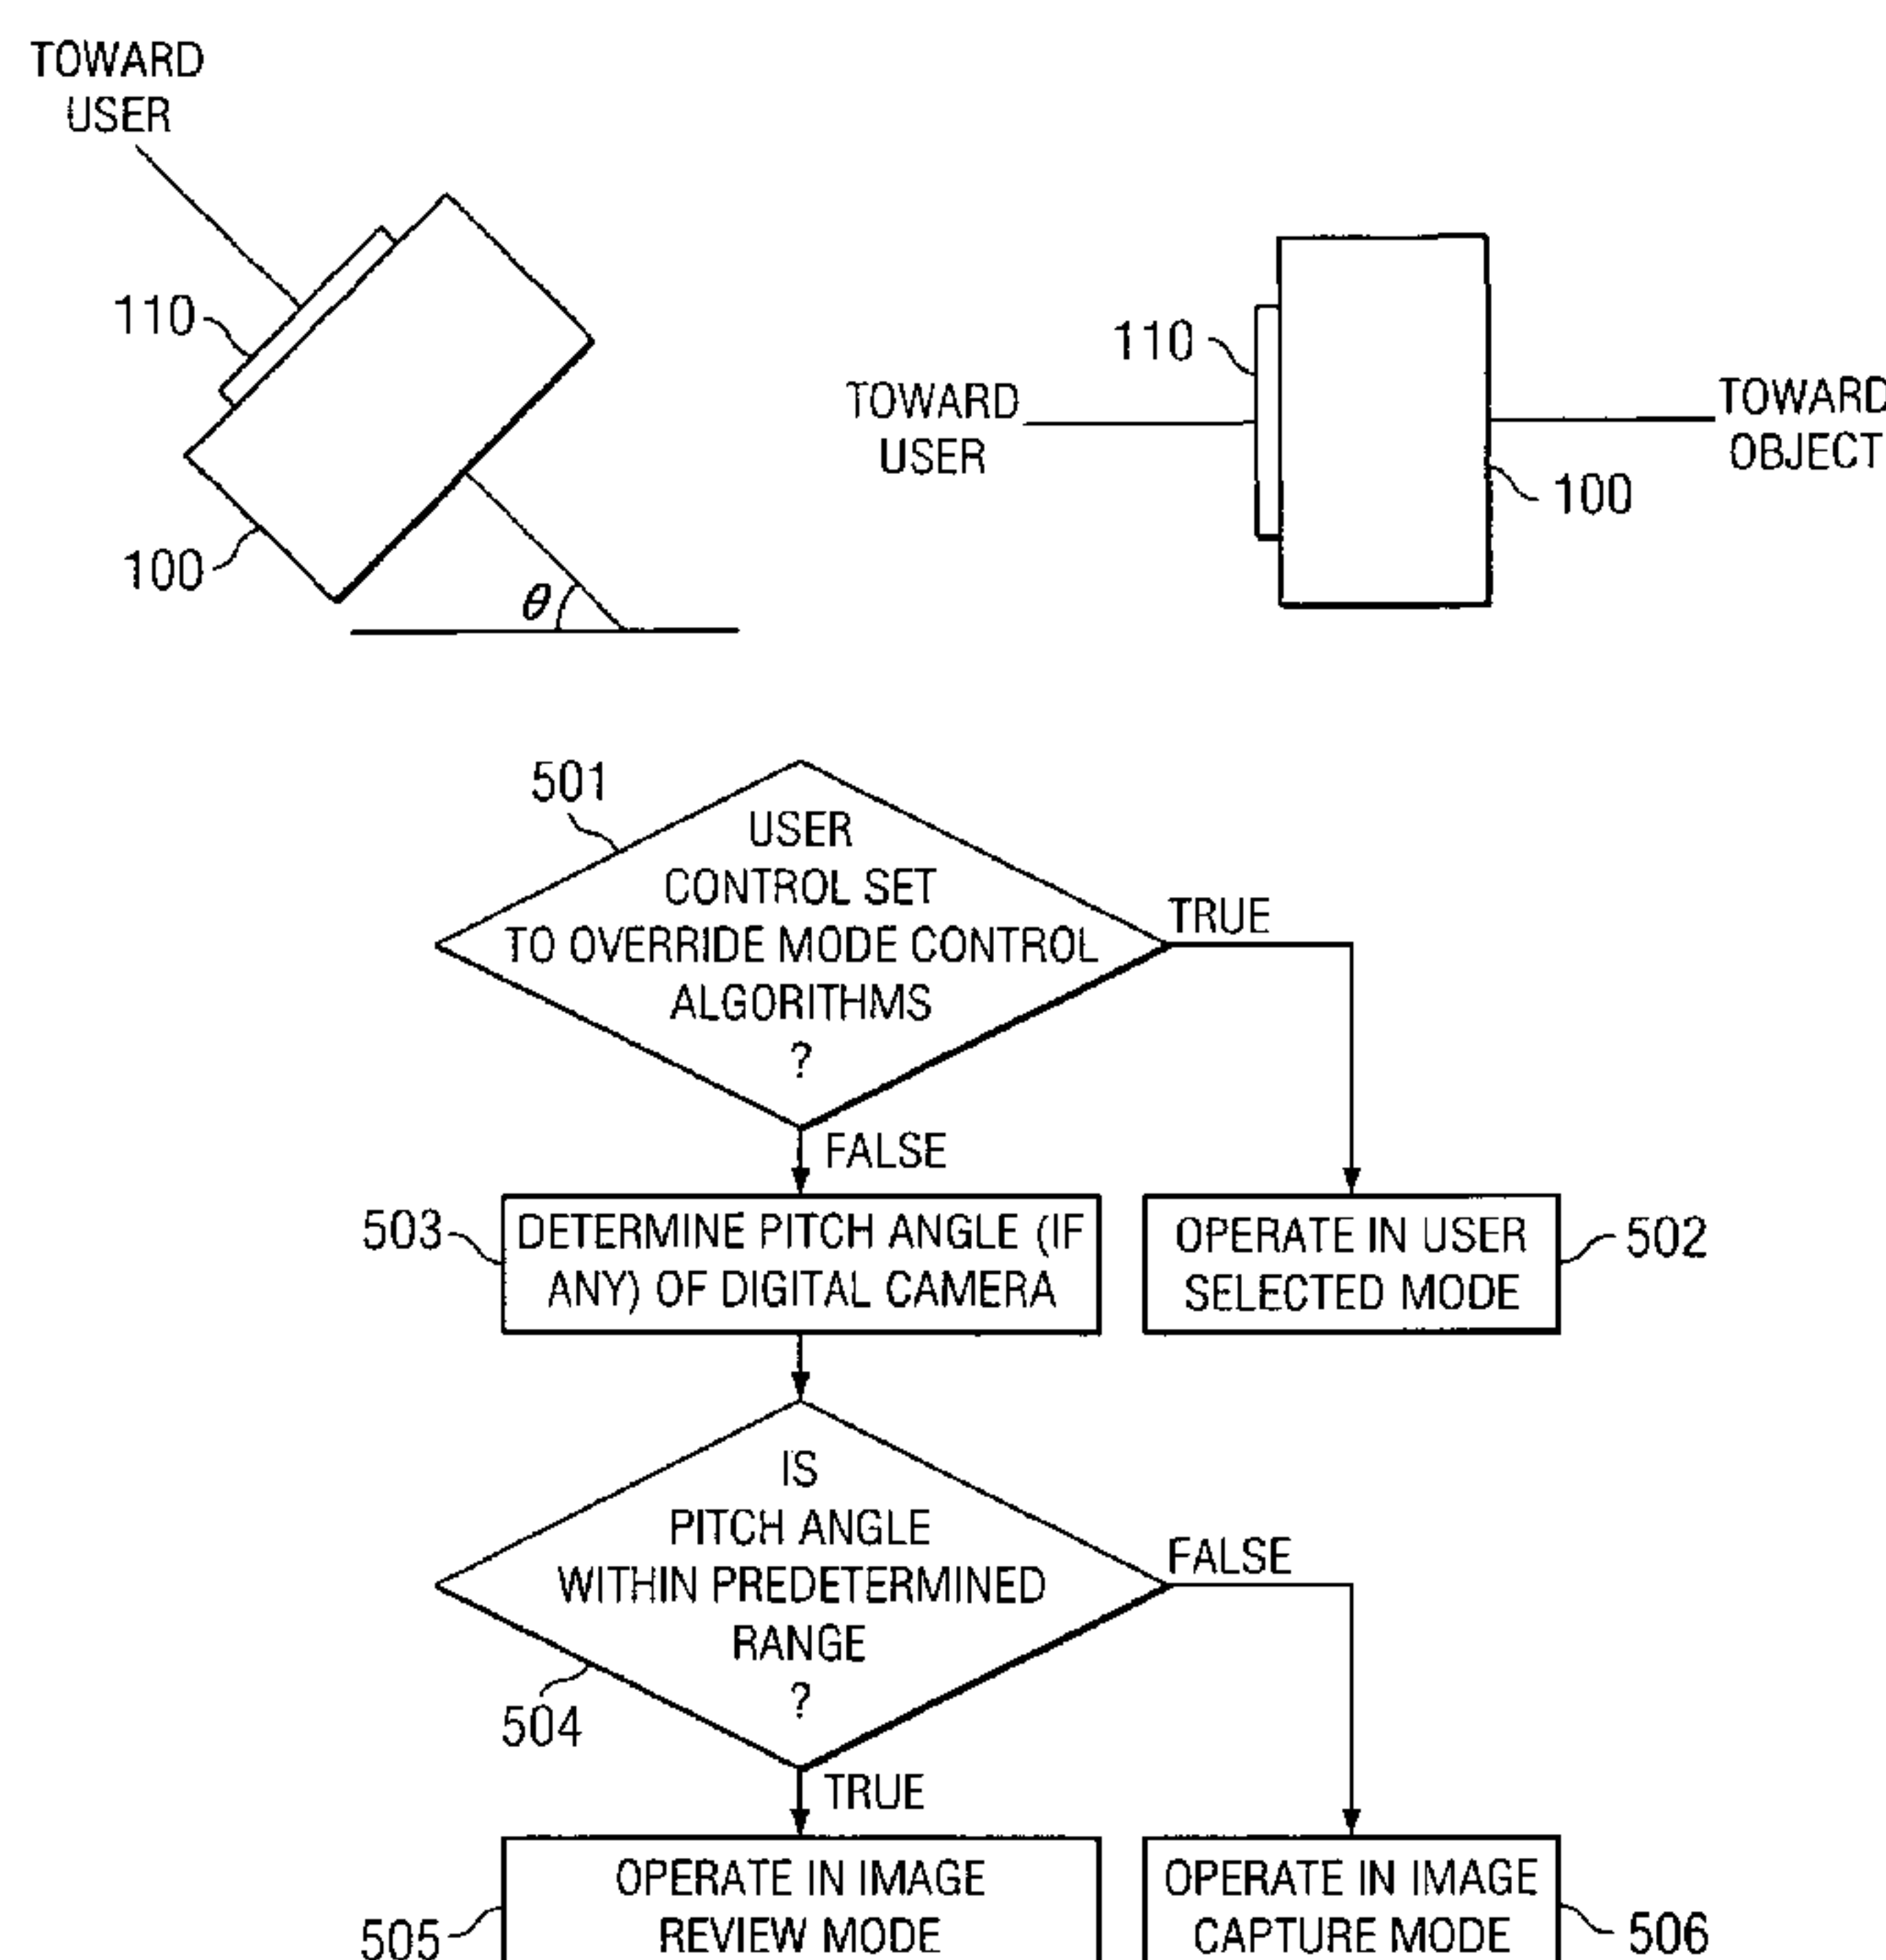 TOWARD
USER
110
100
θ
110
TOWARD
USER
TOWARD
OBJECT
100
501
USER
CONTROL SET
TO OVERRIDE MODE CONTROL
ALGORITHMS
?
TRUE
FALSE
503
DETERMINE PITCH ANGLE (IF
ANY) OF DIGITAL CAMERA
OPERATE IN USER
SELECTED MODE
502
IS
PITCH ANGLE
WITHIN PREDETERMINED
RANGE
?
504
FALSE
TRUE
505
OPERATE IN IMAGE
REVIEW MODE
OPERATE IN IMAGE
CAPTURE MODE
506